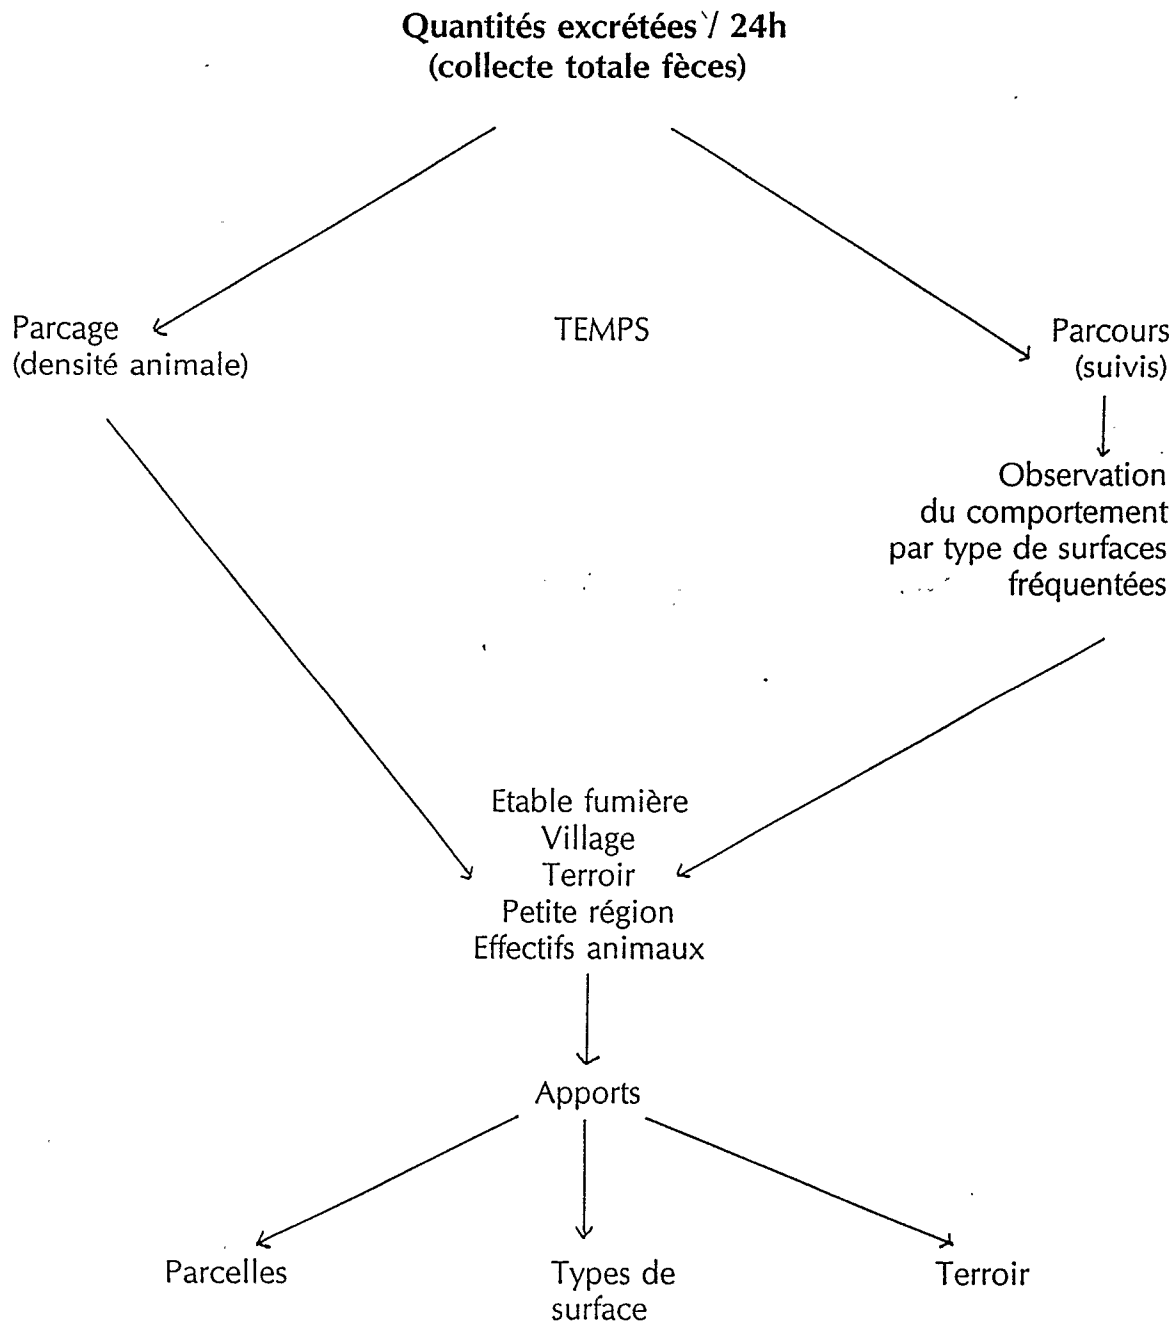 Quantités excrétées / 24h
(collecte totale fèces)
Parcage
(densité animale)
TEMPS
Parcours
(suivis)
Observation
du comportement
par type de surfaces
fréquentées
Etable fumière
Village
Terroir
Petite région
Effectifs animaux
Apports
Parcelles
Types de
surface
Terroir